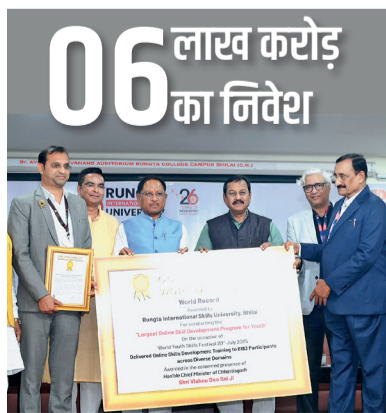 06
लाख करोड़
का निवेश
AUDITORIUM RUNGTA COLLEGE CAMPUS BHILAI (C.G.)
RUNG
INTERNATIONAL
UNIVER
26
World Record
Rungta International Skills University, Bhilai
For conducting the
"Largest Online Skill Development Program for Youth"
On the occasion of
World Youth Skills Festival 20th July 2025
Delivered Online Skills Development Training to Participants
across Diverse Domains
Awarded in the esteemed presence of
Hon'ble Chief Minister of Chhattisgarh
Shri Vishnu Deo Sai Ji